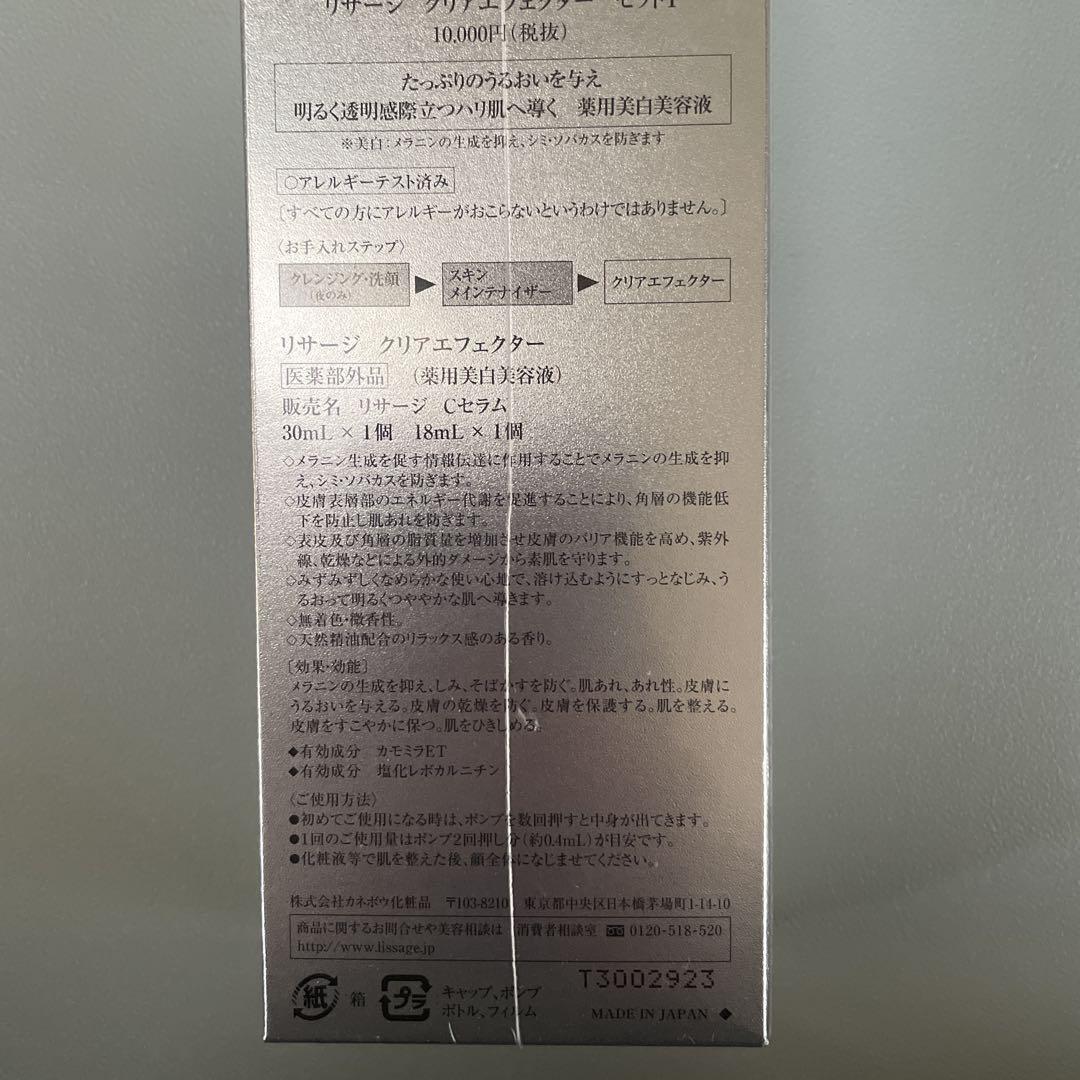 リサージ クリアエフェクター セット I
10,000円(税抜)
たっぷりのうるおいを与え
明るく透明感際立つハリ肌へ導く 薬用美白美容液
※美白:メラニンの生成を抑え、シミ・ソバカスを防ぎます
○アレルギーテスト済み
〔すべての方にアレルギーがおこらないというわけではありません。〕
〈お手入れステップ〉
クレンジング・洗顔
(夜のみ)
▶
スキン
メインテナイザー
▶
クリアエフェクター
リサージ クリアエフェクター
医薬部外品 (薬用美白美容液)
販売名 リサージ Cセラム
30mL × 1個 18mL × 1個
◇メラニン生成を促す情報伝達に作用することでメラニンの生成を抑
え、シミ・ソバカスを防ぎます。
◇皮膚表層部のエネルギー代謝を促進することにより、角層の機能低
下を防止し肌あれを防ぎます。
◇表皮及び角層の脂質量を増加させ皮膚のバリア機能を高め、紫外
線、乾燥などによる外的ダメージから素肌を守ります。
◇みずみずしくなめらかな使い心地で、溶け込むようにすっとなじみ、う
るおって明るくつややかな肌へ導きます。
◇無着色・微香性。
◇天然精油配合のリラックス感のある香り。
〔効果・効能〕
メラニンの生成を抑え、しみ、そばかすを防ぐ。肌あれ、あれ性。皮膚に
うるおいを与える。皮膚の乾燥を防ぐ。皮膚を保護する。肌を整える。
皮膚をすこやかに保つ。肌をひきしめる。
◆有効成分 カモミラET
◆有効成分 塩化レボカルニチン
〈ご使用方法〉
●初めてご使用になる時は、ポンプを数回押すと中身が出てきます。
●1回のご使用量はポンプ2回押し分(約0.4mL)が目安です。
●化粧液等で肌を整えた後、顔全体になじませてください。
株式会社カネボウ化粧品 〒103-8210 東京都中央区日本橋茅場町1-14-10
商品に関するお問合せや美容相談は 消費者相談室 0120-518-520
http://www.lissage.jp
T3002923
紙 箱 プラ キャップ、ポンプ
ボトル、フィルム
MADE IN JAPAN ◆